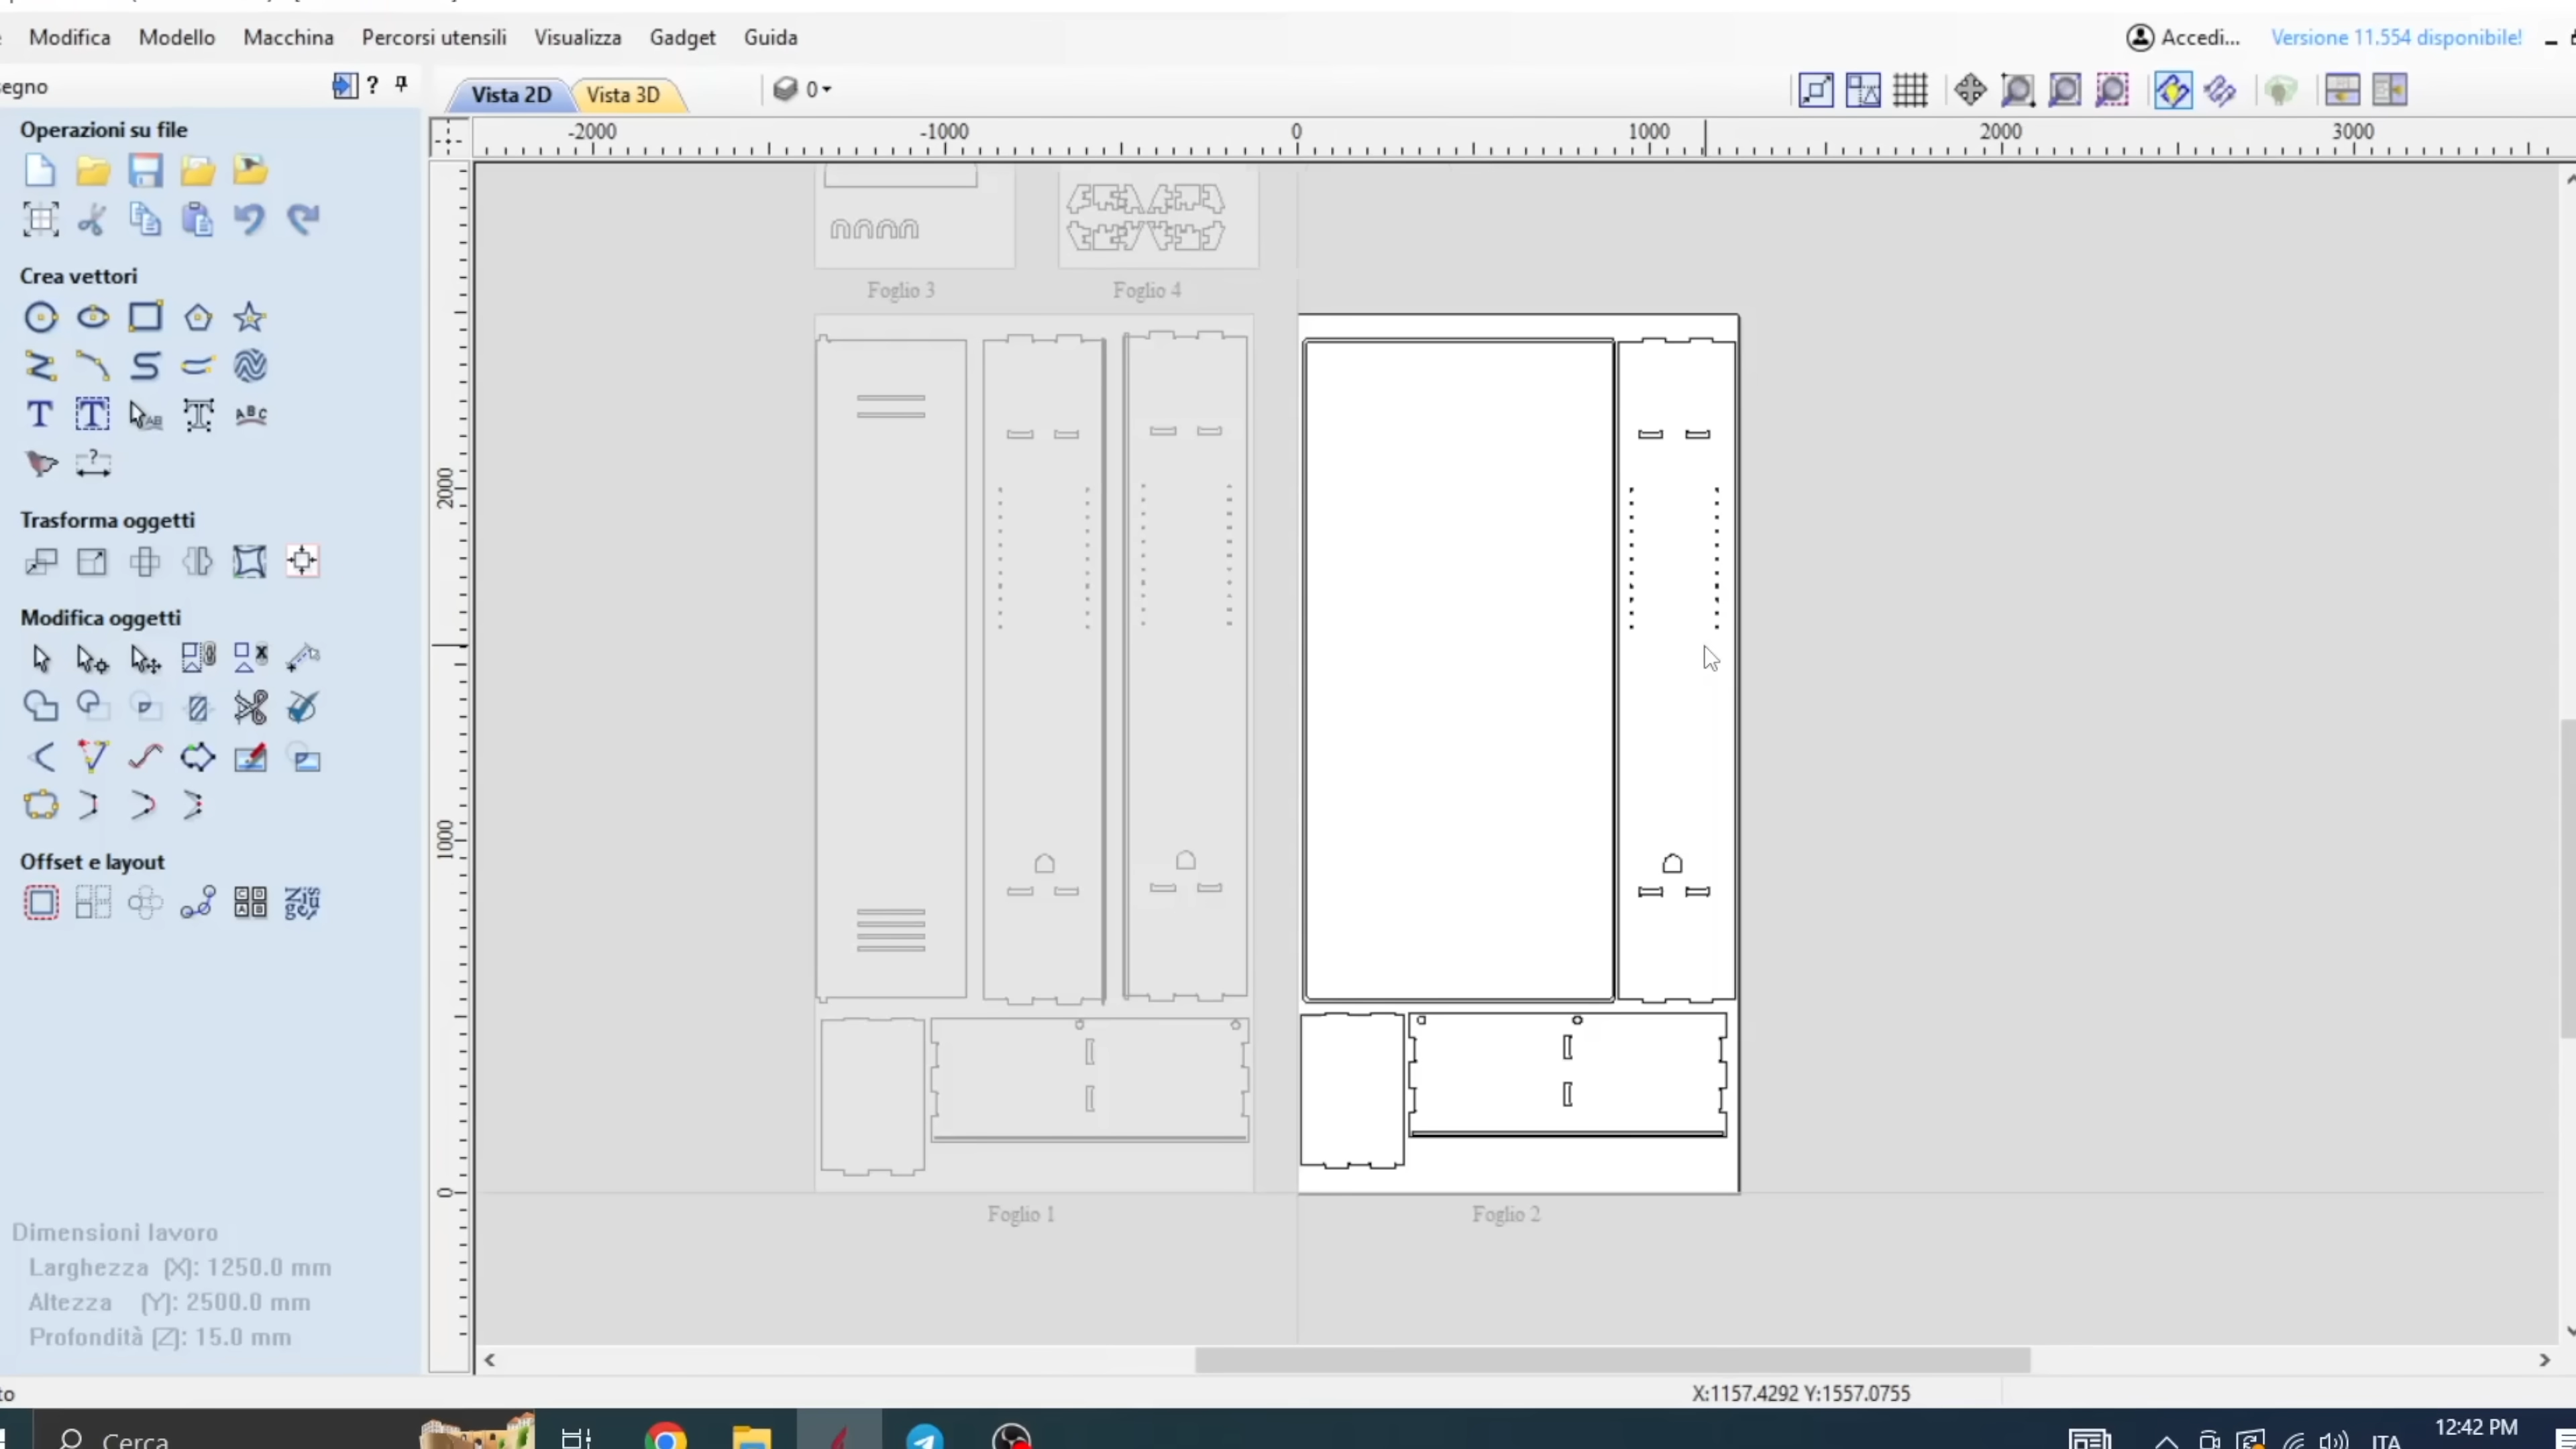 Modifica Modello Macchina Percorsi utensili Visualizza Gadget Guida
Accedi... Versione 11.554 disponibile!
egno ?
Vista 2D Vista 3D 0
-2000 -1000 0 1000 2000 3000
Operazioni su file
Crea vettori
Trasforma oggetti
Modifica oggetti
Offset e layout
2000
1000
0
Foglio 3 Foglio 4
Foglio 1 Foglio 2
Dimensioni lavoro
Larghezza (X): 1250.0 mm
Altezza (Y): 2500.0 mm
Profondità (Z): 15.0 mm
to
X:1157.4292 Y:1557.0755
Cerca
ITA
12:42 PM